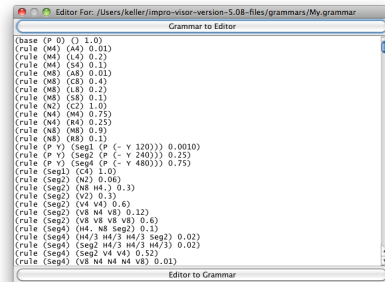 Editor For: /Users/keller/impro-visor-version-5.08-files/grammars/My.grammar
Grammar to Editor
(base (P 0) () 1.0)
(rule (M4) (A4) 0.01)
(rule (M4) (L4) 0.2)
(rule (M4) (S4) 0.1)
(rule (M8) (A8) 0.01)
(rule (M8) (C8) 0.4)
(rule (M8) (L8) 0.2)
(rule (M8) (S8) 0.1)
(rule (N2) (C2) 1.0)
(rule (N4) (M4) 0.75)
(rule (N4) (R4) 0.25)
(rule (N8) (M8) 0.9)
(rule (N8) (R8) 0.1)
(rule (P Y) (Seg1 (P (- Y 120))) 0.0010)
(rule (P Y) (Seg2 (P (- Y 240))) 0.25)
(rule (P Y) (Seg4 (P (- Y 480))) 0.75)
(rule (Seg1) (C4) 1.0)
(rule (Seg2) (N2) 0.06)
(rule (Seg2) (N8 H4.) 0.3)
(rule (Seg2) (V2) 0.3)
(rule (Seg2) (V4 V4) 0.6)
(rule (Seg2) (V8 N4 V8) 0.12)
(rule (Seg2) (V8 V8 V8 V8) 0.6)
(rule (Seg4) (H4. N8 Seg2) 0.1)
(rule (Seg4) (H4/3 H4/3 H4/3 Seg2) 0.02)
(rule (Seg4) (Seg2 H4/3 H4/3 H4/3) 0.02)
(rule (Seg4) (Seg2 V4 V4) 0.52)
(rule (Seg4) (V8 N4 N4 N4 V8) 0.01)
Editor to Grammar